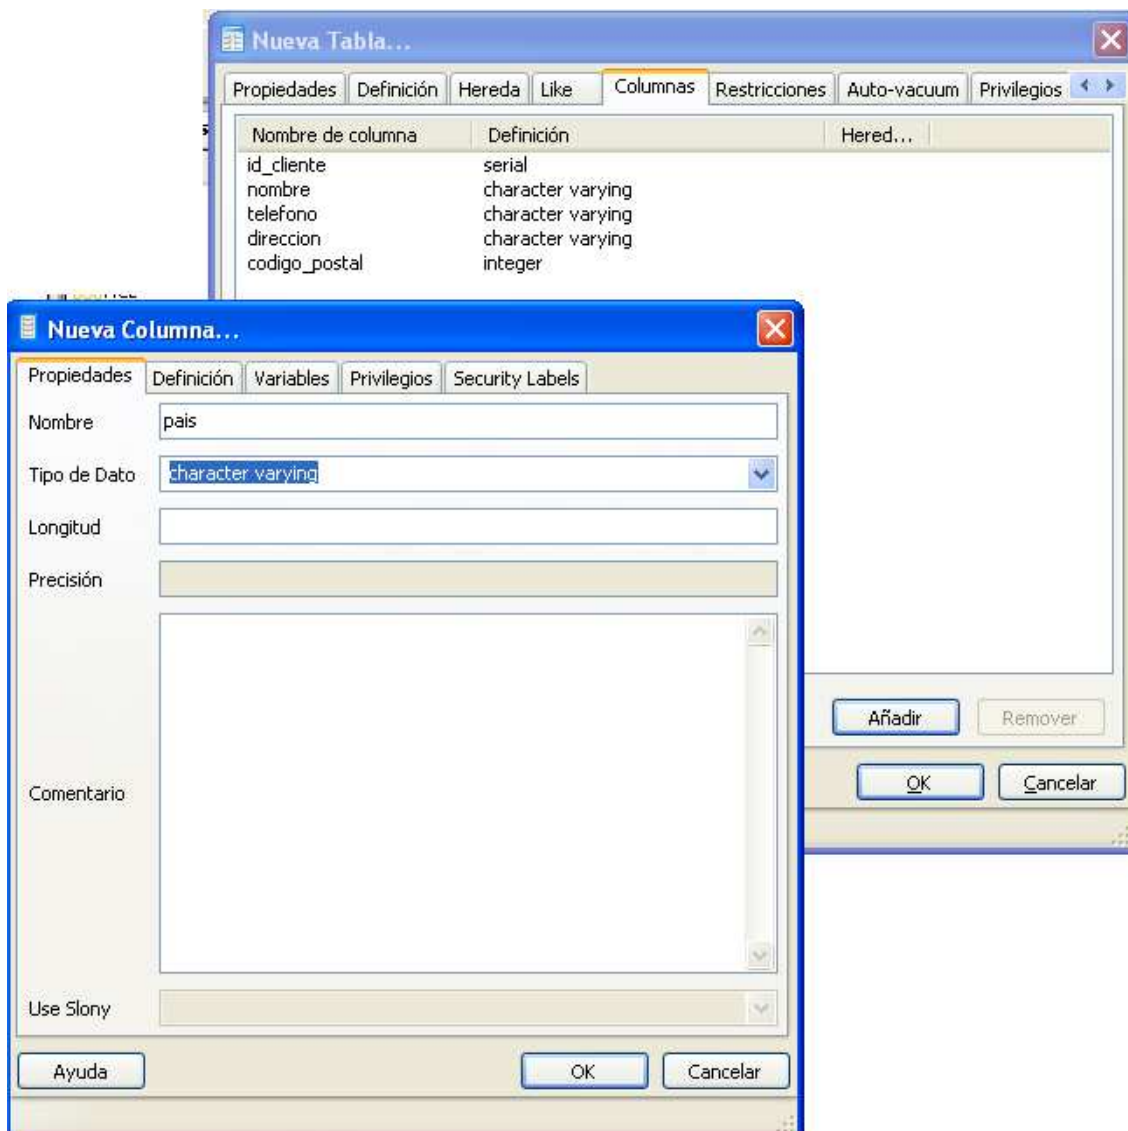 Nueva Tabla...
Propiedades Definición Hereda Like Columnas Restricciones Auto-vacuum Privilegios
Nombre de columna Definición Hered...
id_cliente serial
nombre character varying
telefono character varying
direccion character varying
codigo_postal integer
Añadir Remover
OK Cancelar
Nueva Columna...
Propiedades Definición Variables Privilegios Security Labels
Nombre pais
Tipo de Dato character varying
Longitud
Precisión
Comentario
Use Slony
Ayuda OK Cancelar